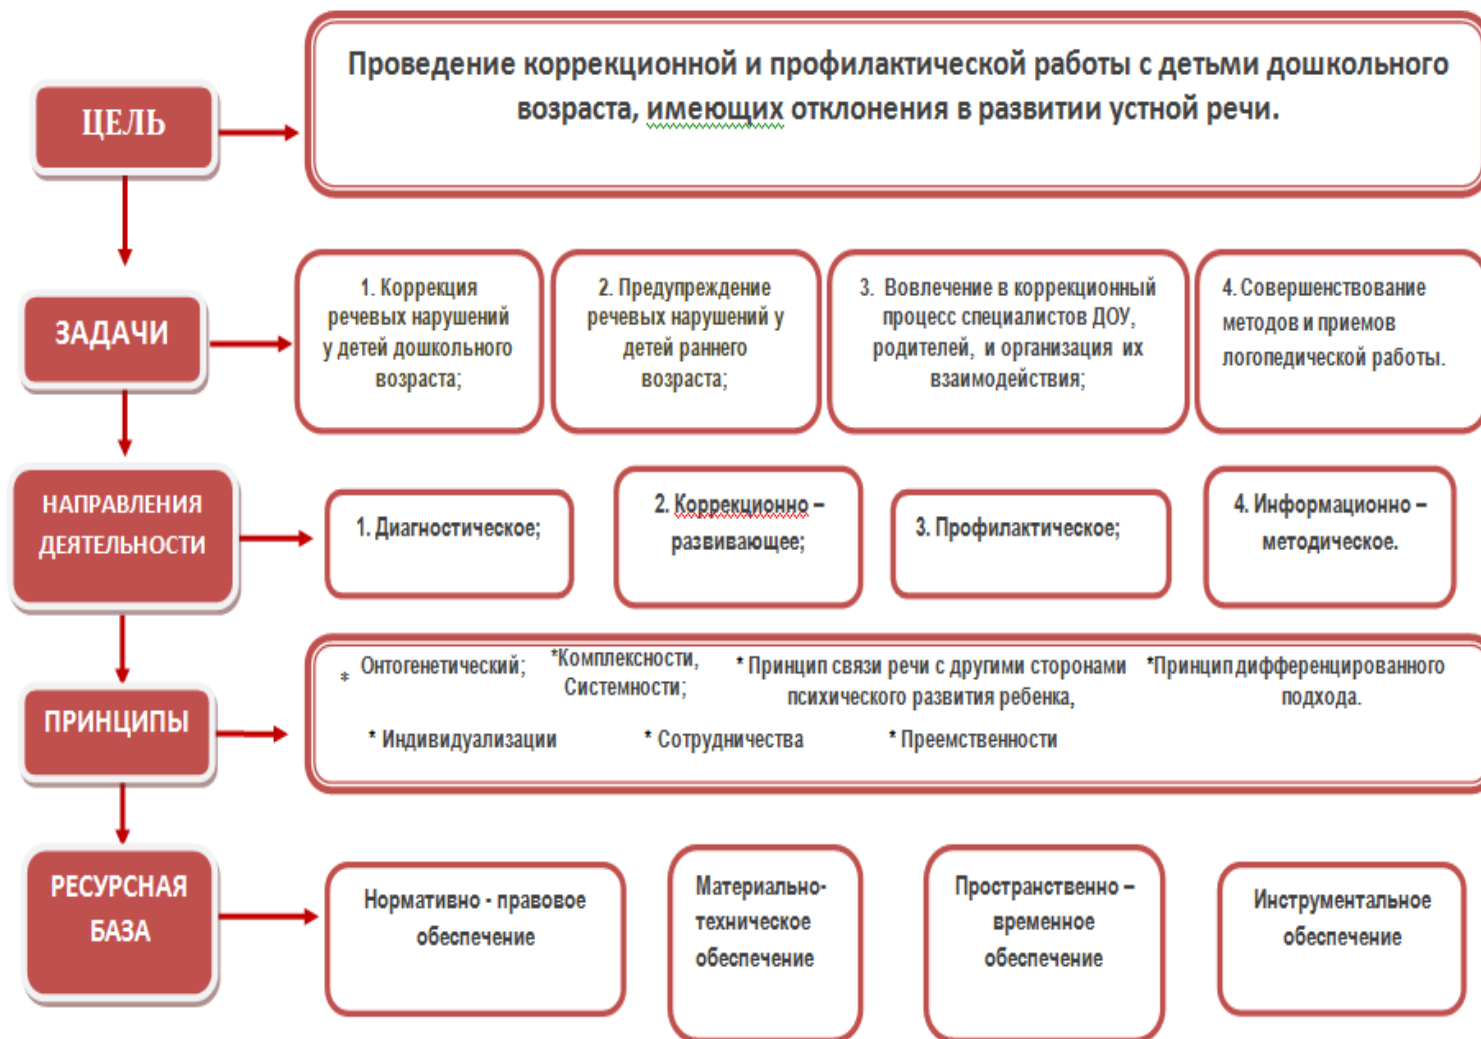 ЦЕЛЬ
Проведение коррекционной и профилактической работы с детьми дошкольного
возраста, имеющих отклонения в развитии устной речи.
ЗАДАЧИ
1. Коррекция
речевых нарушений
у детей дошкольного
возраста;
2. Предупреждение
речевых нарушений у
детей раннего
возраста;
3. Вовлечение в коррекционный
процесс специалистов ДОУ,
родителей, и организация их
взаимодействия;
4. Совершенствование
методов и приемов
логопедической работы.
НАПРАВЛЕНИЯ
ДЕЯТЕЛЬНОСТИ
1. Диагностическое;
2. Коррекционно –
развивающее;
3. Профилактическое;
4. Информационно –
методическое.
ПРИНЦИПЫ
* Онтогенетический;
*Комплексности,
Системности;
* Принцип связи речи с другими сторонами
психического развития ребенка,
*Принцип дифференцированного
подхода.
* Индивидуализации
* Сотрудничества
* Преемственности
РЕСУРСНАЯ
БАЗА
Нормативно - правовое
обеспечение
Материально-
техническое
обеспечение
Пространственно –
временное
обеспечение
Инструментальное
обеспечение